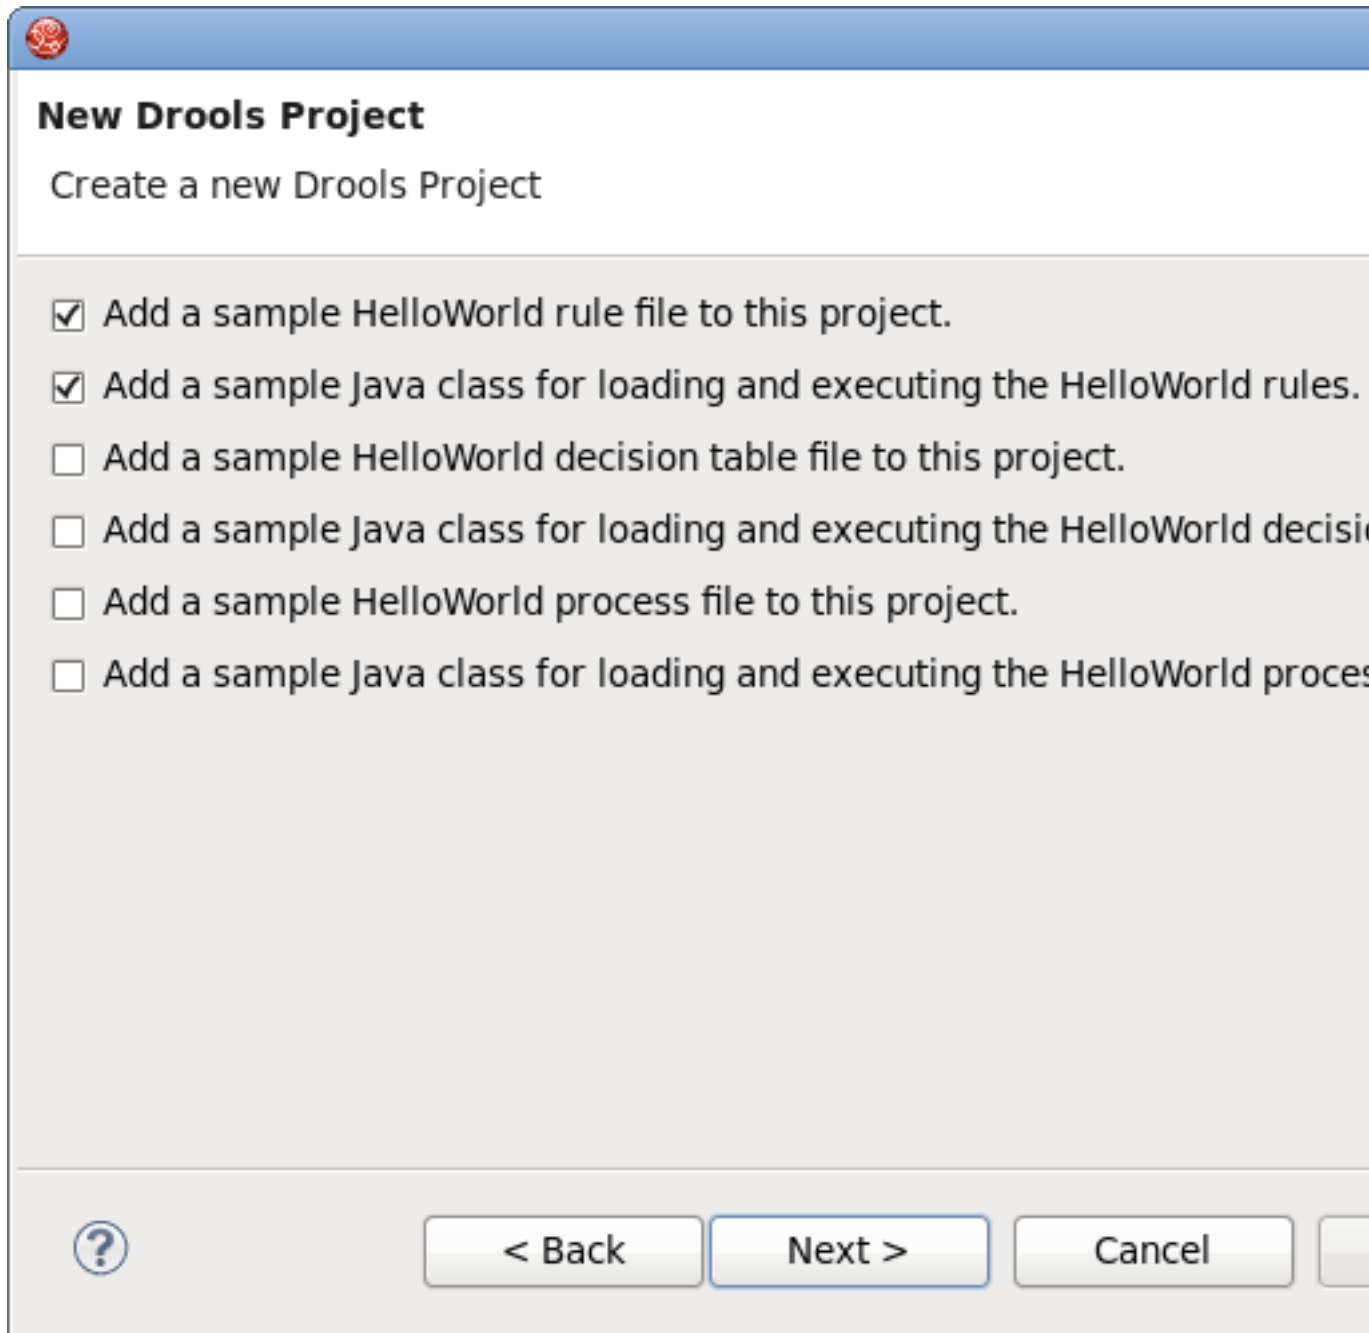 New Drools Project
Create a new Drools Project
Add a sample HelloWorld rule file to this project.
Add a sample Java class for loading and executing the HelloWorld rules.
Add a sample HelloWorld decision table file to this project.
Add a sample Java class for loading and executing the HelloWorld
Add a sample HelloWorld process file to this project.
Add a sample Java class for loading and executing the HelloWorld
?
< Back
Next >
Cancel